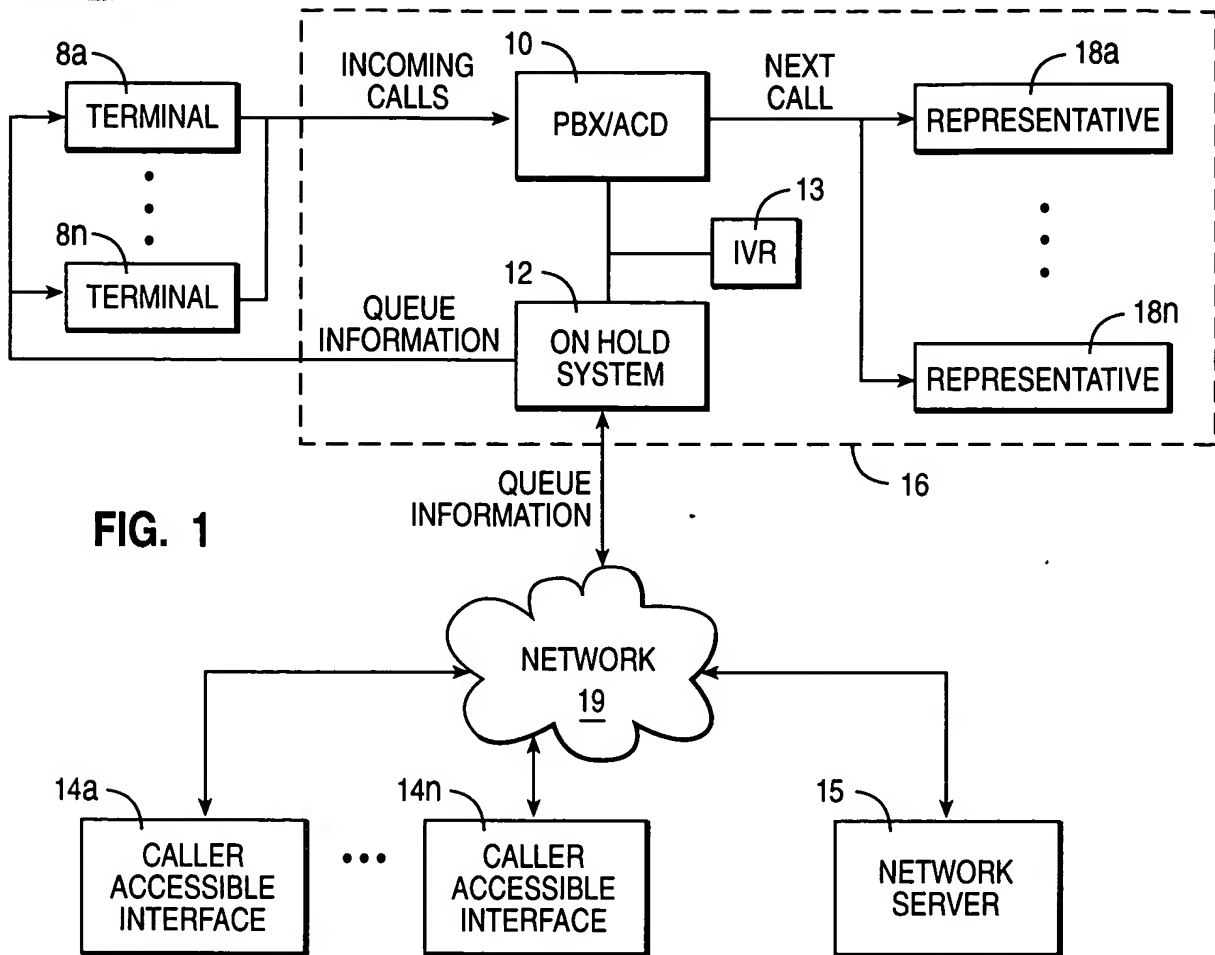 8a
TERMINAL
8n
TERMINAL
INCOMING
CALLS
10
PBX/ACD
NEXT
CALL
18a
REPRESENTATIVE
13
IVR
12
ON HOLD
SYSTEM
QUEUE
INFORMATION
18n
REPRESENTATIVE
16
QUEUE
INFORMATION
FIG. 1
NETWORK
19
14a
CALLER
ACCESSIBLE
INTERFACE
14n
CALLER
ACCESSIBLE
INTERFACE
15
NETWORK
SERVER